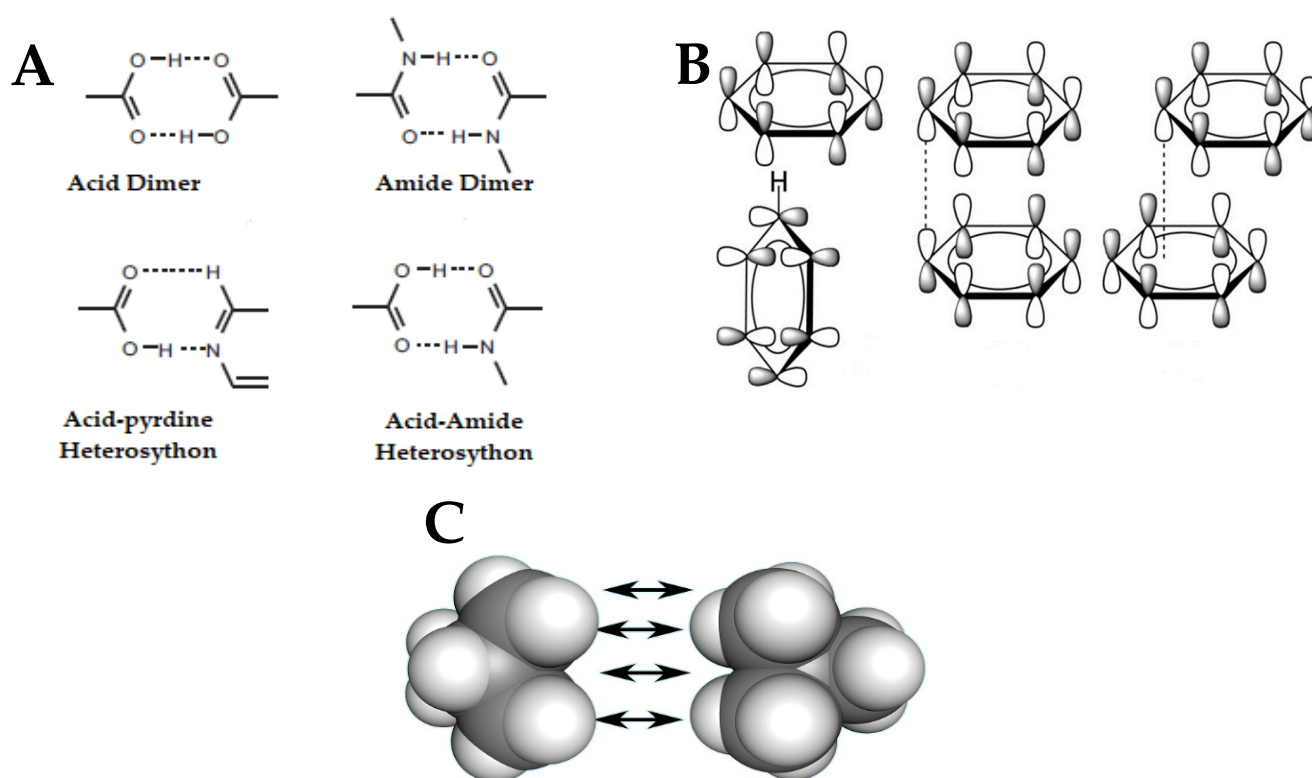 A
B
O H O
O H O
Acid Dimer
N H O
O H N
Amide Dimer
H
O H
O H N
Acid-pyrdine
Heterosython
O H O
O H N
Acid-Amide
Heterosython
C